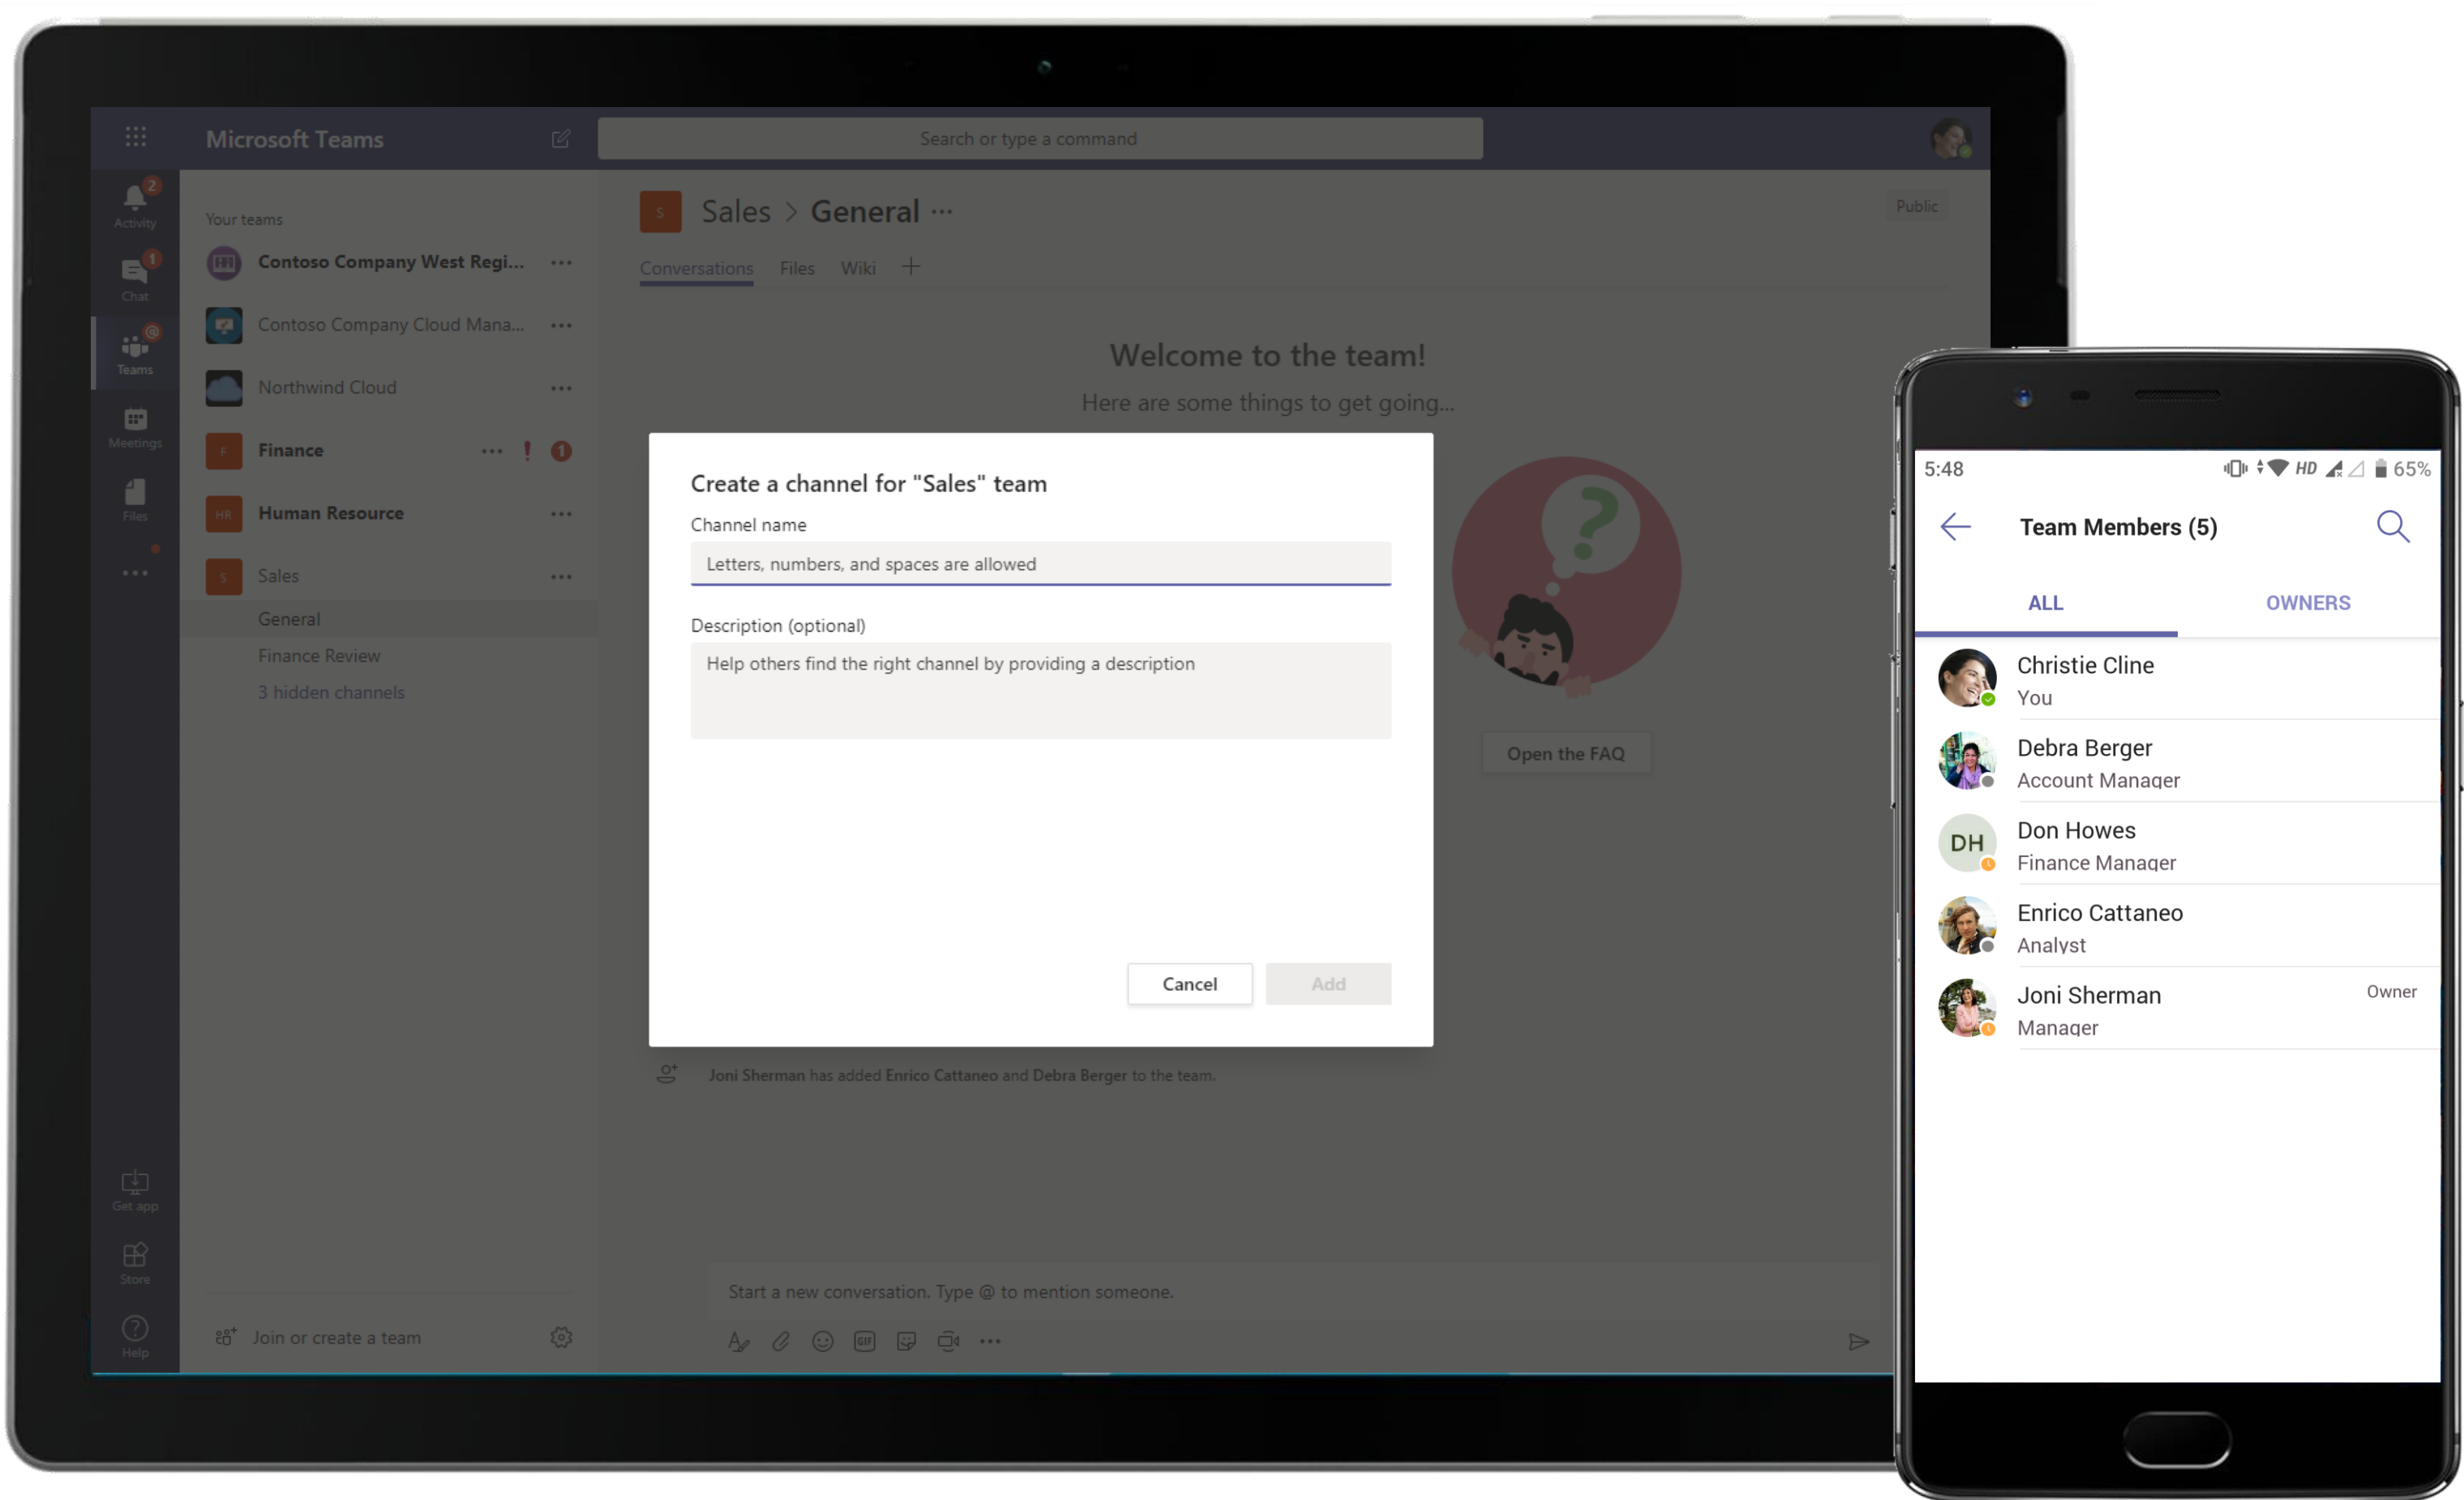 Microsoft Teams
Search or type a command
2
Activity
1
Chat
@
Teams
Meetings
Files
Get app
Store
Help
Your teams
Contoso Company West Regi...
Contoso Company Cloud Mana...
Northwind Cloud
F Finance ! 1
HR Human Resource
S Sales
General
Finance Review
3 hidden channels
Join or create a team
S Sales > General
Public
Conversations Files Wiki
Welcome to the team!
Here are some things to get going...
?
Open the FAQ
Create a channel for "Sales" team
Channel name
Letters, numbers, and spaces are allowed
Description (optional)
Help others find the right channel by providing a description
Cancel Add
Joni Sherman has added Enrico Cattaneo and Debra Berger to the team.
Start a new conversation. Type @ to mention someone.
GIF
5:48 HD 65%
Team Members (5)
ALL OWNERS
Christie Cline
You
Debra Berger
Account Manager
DH
Don Howes
Finance Manager
Enrico Cattaneo
Analyst
Joni Sherman Owner
Manager